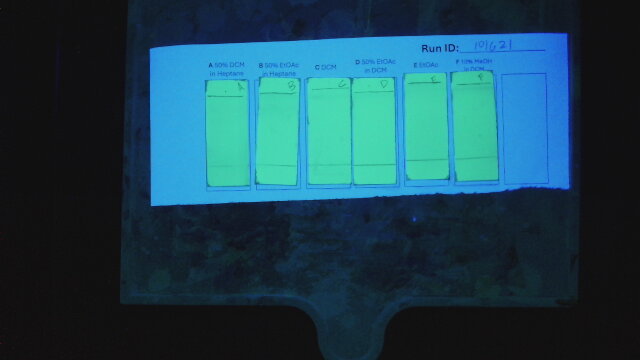 Run ID: 101621
A 50% DCM in Heptane
B 50% EtOAc in Heptane
C DCM
D 50% EtOAc in DCM
E EtOAc
F 10% MeOH in DCM
A B C D E F